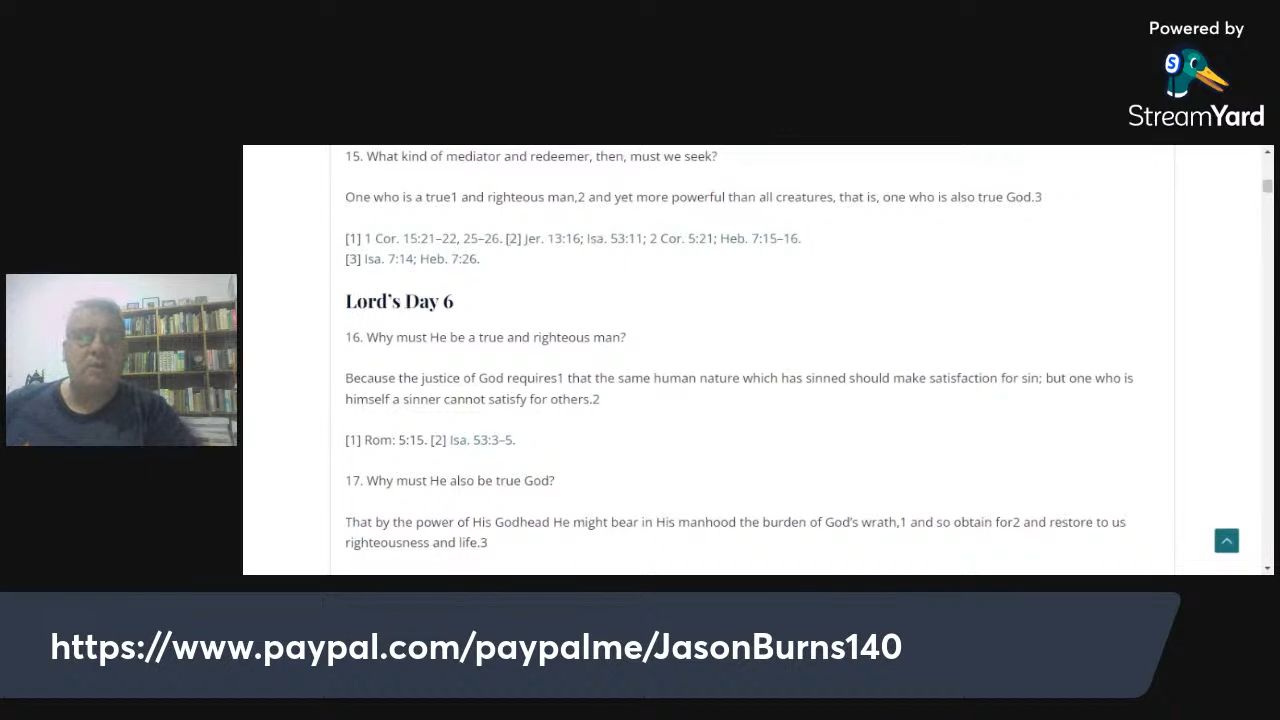 Powered by
StreamYard
15. What kind of mediator and redeemer, then, must we seek?
One who is a true1 and righteous man,2 and yet more powerful than all creatures, that is, one who is also true God.3
[1] 1 Cor. 15:21–22, 25–26. [2] Jer. 13:16; Isa. 53:11; 2 Cor. 5:21; Heb. 7:15–16.
[3] Isa. 7:14; Heb. 7:26.
Lord's Day 6
16. Why must He be a true and righteous man?
Because the justice of God requires1 that the same human nature which has sinned should make satisfaction for sin; but one who is
himself a sinner cannot satisfy for others.2
[1] Rom: 5:15. [2] Isa. 53:3–5.
17. Why must He also be true God?
That by the power of His Godhead He might bear in His manhood the burden of God's wrath,1 and so obtain for2 and restore to us
righteousness and life.3
https://www.paypal.com/paypalme/JasonBurns140